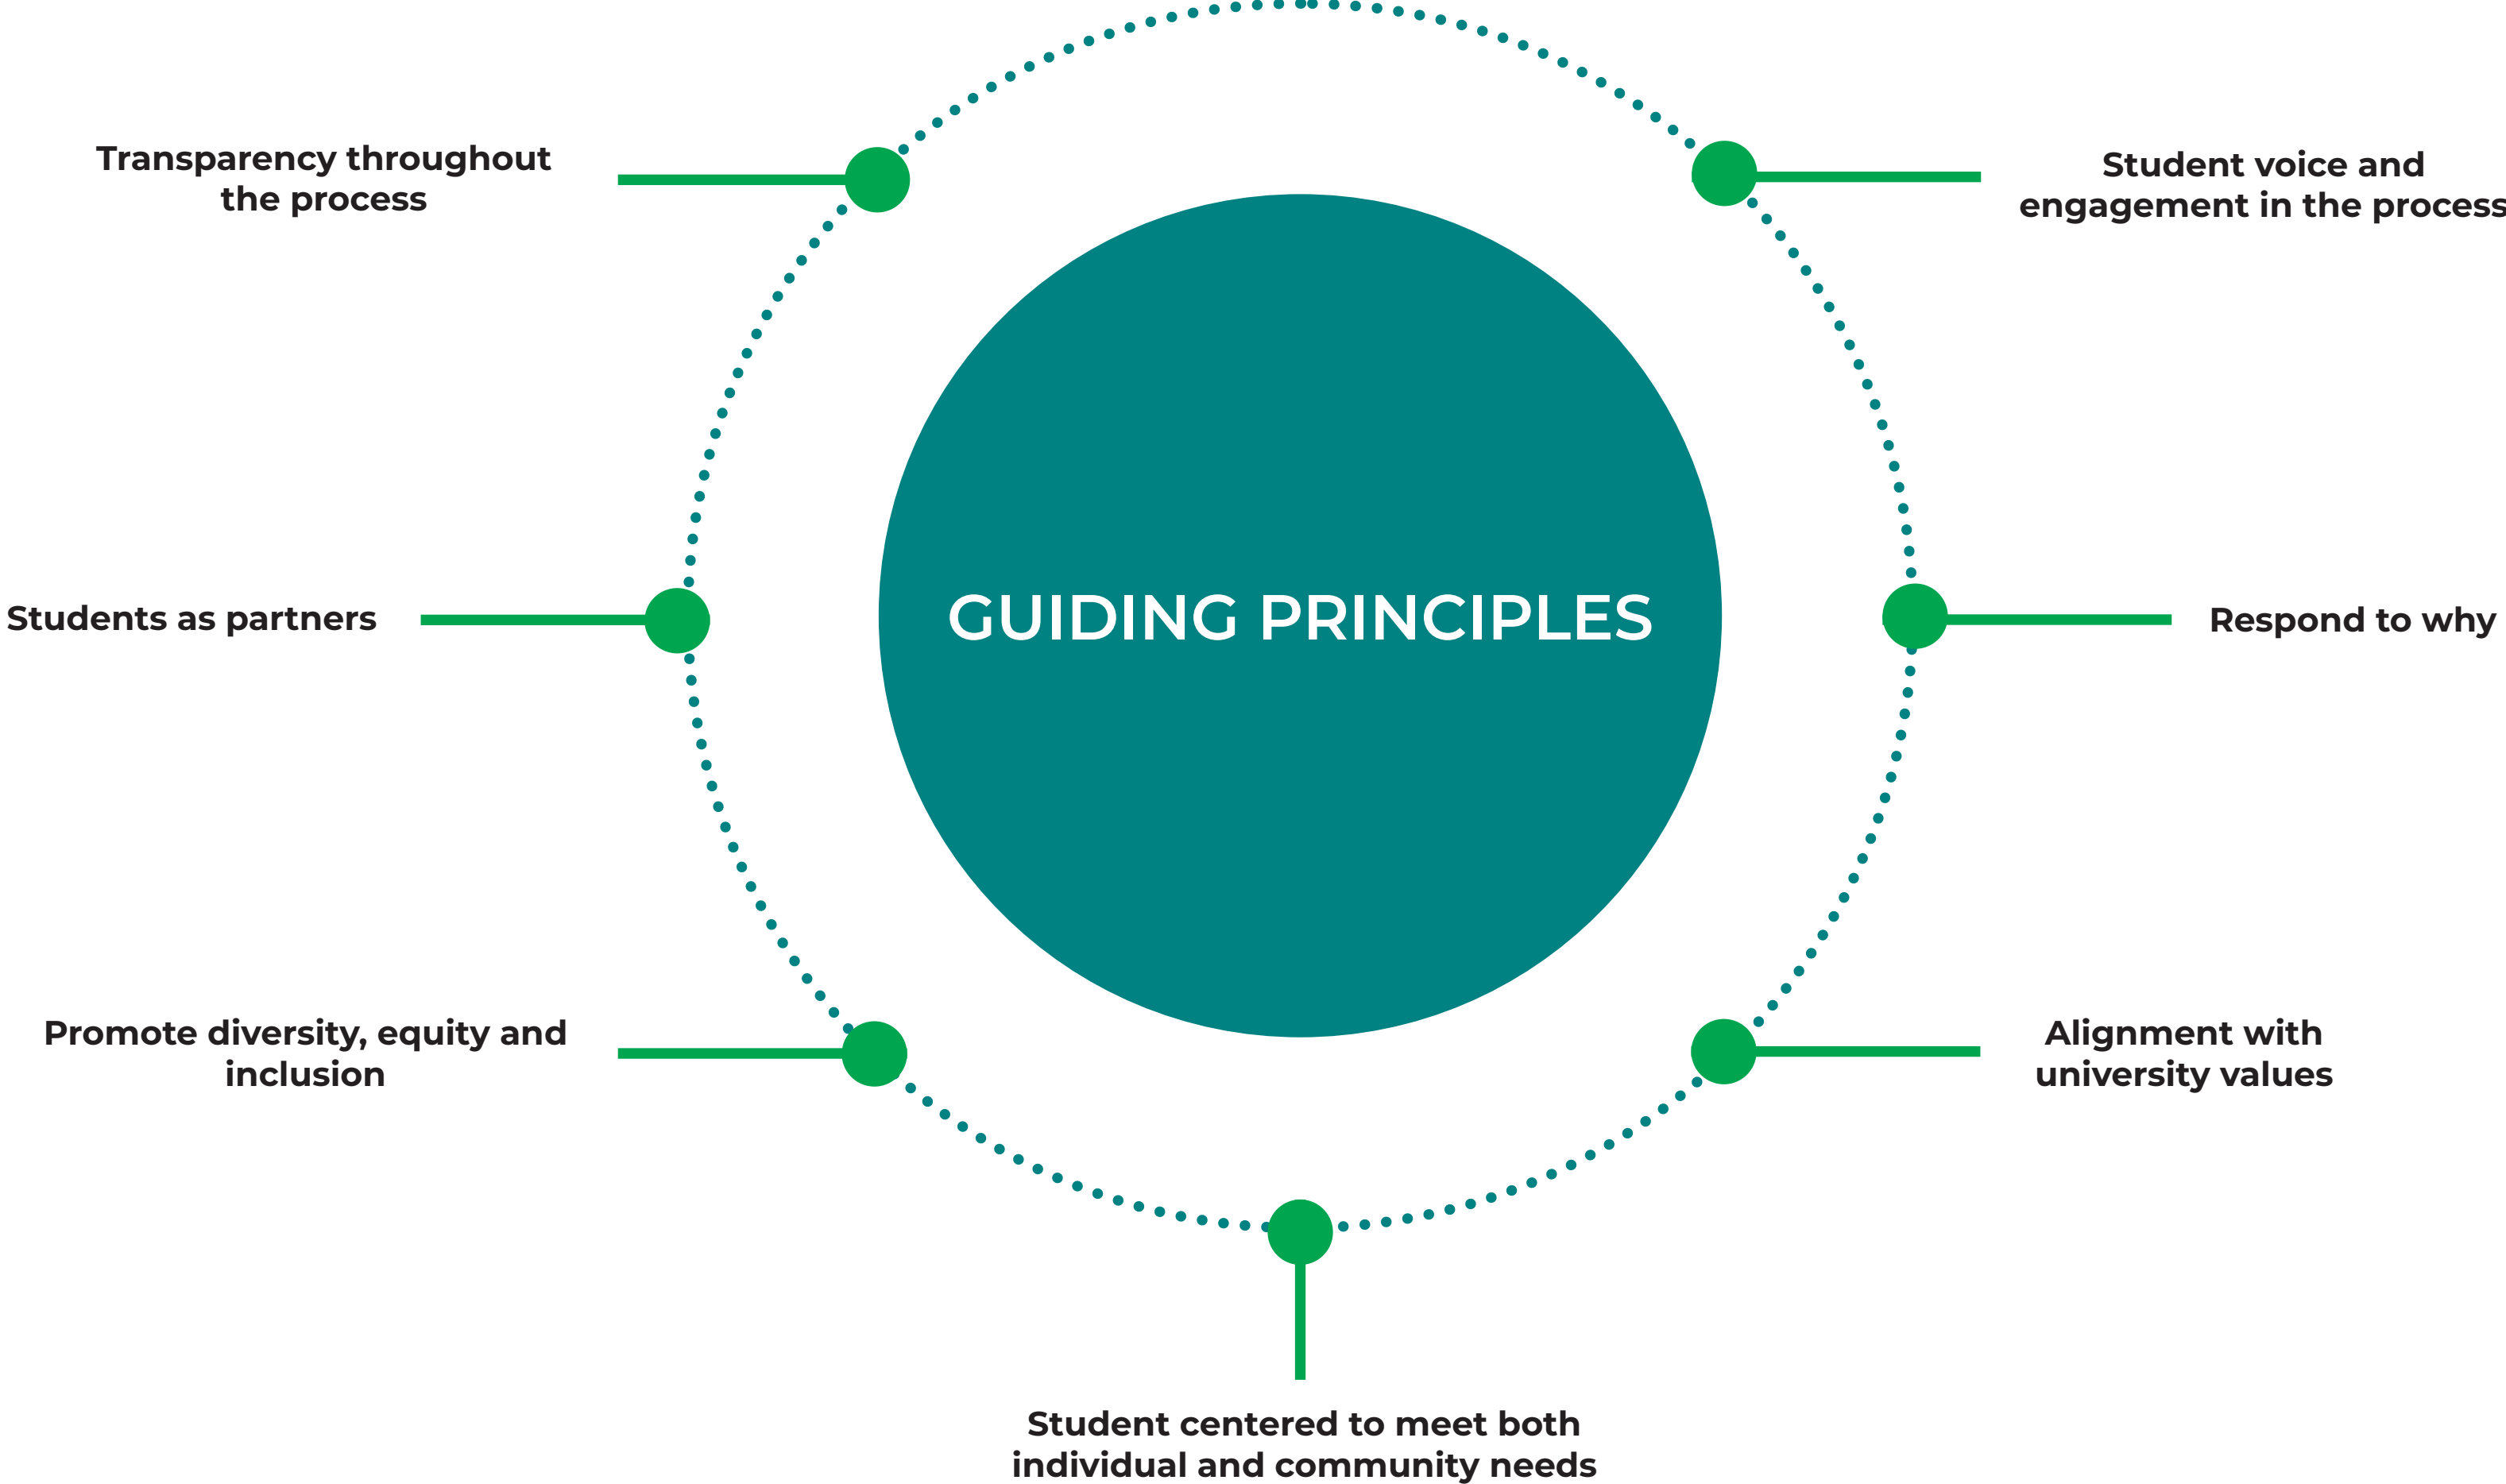 Transparency throughout
the process
Student voice and
engagement in the process
Students as partners
GUIDING PRINCIPLES
Respond to why
Promote diversity, equity and
inclusion
Alignment with
university values
Student centered to meet both
individual and community needs